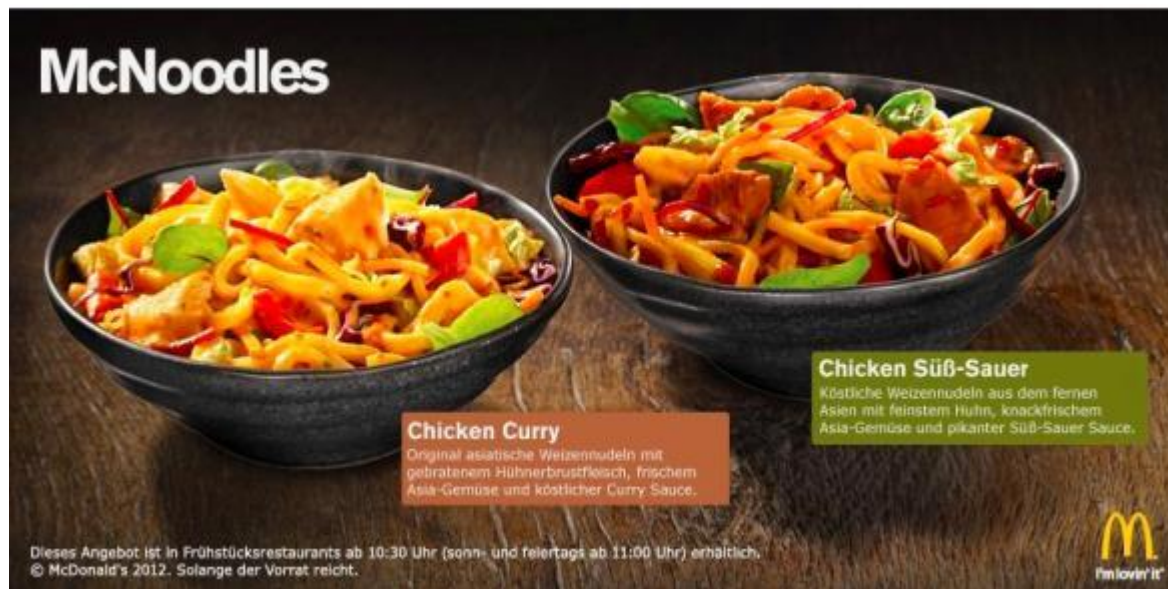 McNoodles
Chicken Süß-Sauer
Köstliche Weizennudeln aus dem fernen
Asien mit feinstem Huhn, knackfrischem
Asia-Gemüse und pikanter Süß-Sauer Sauce.
Chicken Curry
Original asiatische Weizennudeln mit
gebratenem Hühnerbrustfleisch, frischem
Asia-Gemüse und köstlicher Curry Sauce.
Dieses Angebot ist in Frühstücksrestaurants ab 10:30 Uhr (sonn- und feiertags ab 11:00 Uhr) erhältlich.
© McDonald's 2012. Solange der Vorrat reicht.
i'm lovin' it